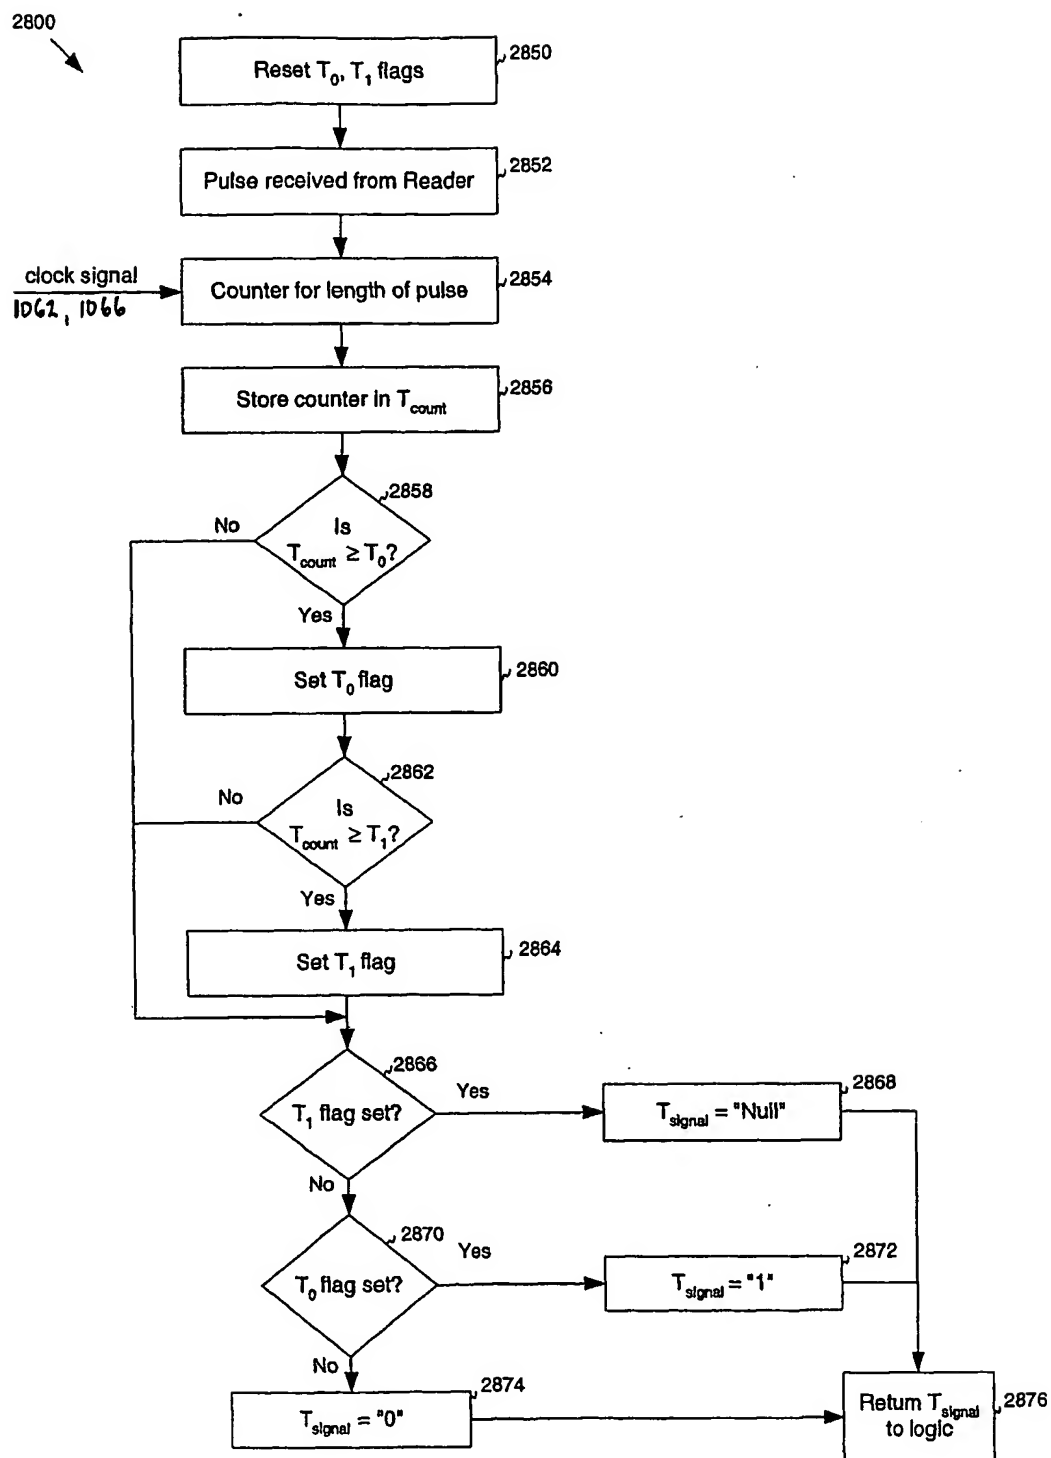 2800
Reset T₀, T₁ flags
2850
Pulse received from Reader
2852
clock signal
1062, 1066
Counter for length of pulse
2854
Store counter in Tcount
2856
2858
No
Is
Tcount ≥ T₀?
Yes
Set T₀ flag
2860
2862
No
Is
Tcount ≥ T₁?
Yes
Set T₁ flag
2864
2866
T₁ flag set?
Yes
Tsignal = "Null"
2868
No
2870
T₀ flag set?
Yes
Tsignal = "1"
2872
No
Tsignal = "0"
2874
Return Tsignal
to logic
2876